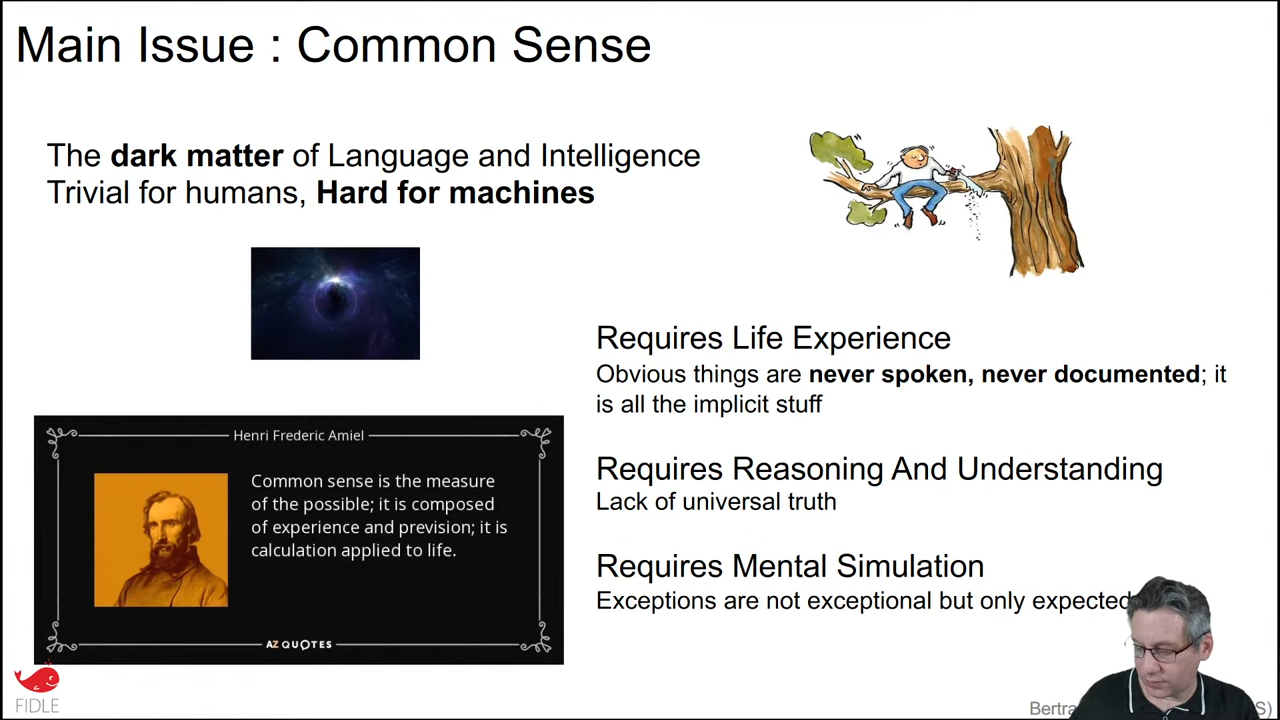 Main Issue : Common Sense
The dark matter of Language and Intelligence
Trivial for humans, Hard for machines
Requires Life Experience
Obvious things are never spoken, never documented; it
is all the implicit stuff
Henri Frederic Amiel
Common sense is the measure
of the possible; it is composed
of experience and prevision; it is
calculation applied to life.
AZ QUOTES
Requires Reasoning And Understanding
Lack of universal truth
Requires Mental Simulation
Exceptions are not exceptional but only expected
FIDLE